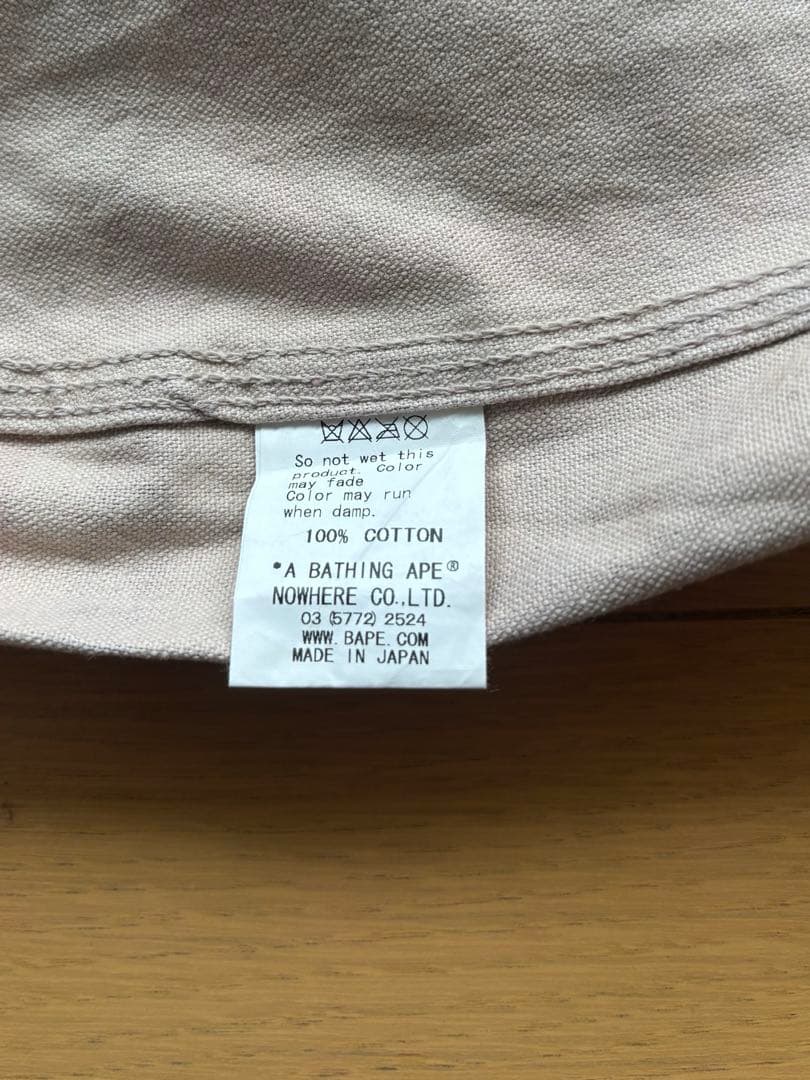 So not wet this
product. Color
may fade
Color may run
when damp.
100% COTTON
*A BATHING APE®
NOWHERE CO.,LTD.
03 (5772) 2524
WWW. BAPE. COM
MADE IN JAPAN